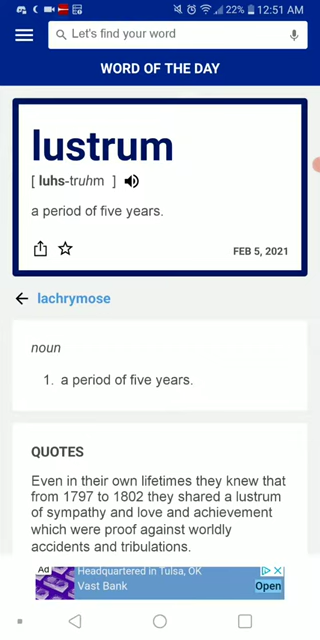 22% 12:51 AM
Let's find your word
WORD OF THE DAY
lustrum
[ luhs-truhm ]
a period of five years.
FEB 5, 2021
lachrymose
noun
1. a period of five years.
QUOTES
Even in their own lifetimes they knew that
from 1797 to 1802 they shared a lustrum
of sympathy and love and achievement
which were proof against worldly
accidents and tribulations.
Ad
Headquartered in Tulsa, OK
Vast Bank
Open